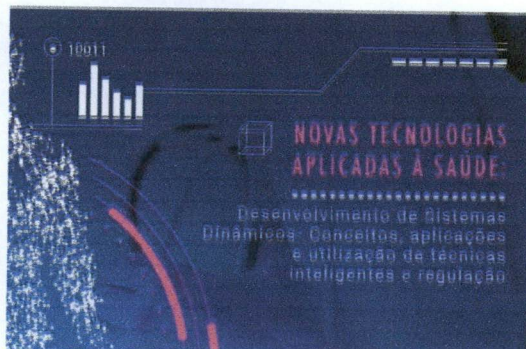 10011
NOVAS TECNOLOGIAS
APLICADAS À SAÚDE:
Desenvolvimento de Sistemas
Dinâmicos: Conceitos, aplicações
e utilização de técnicas
inteligentes e regulação